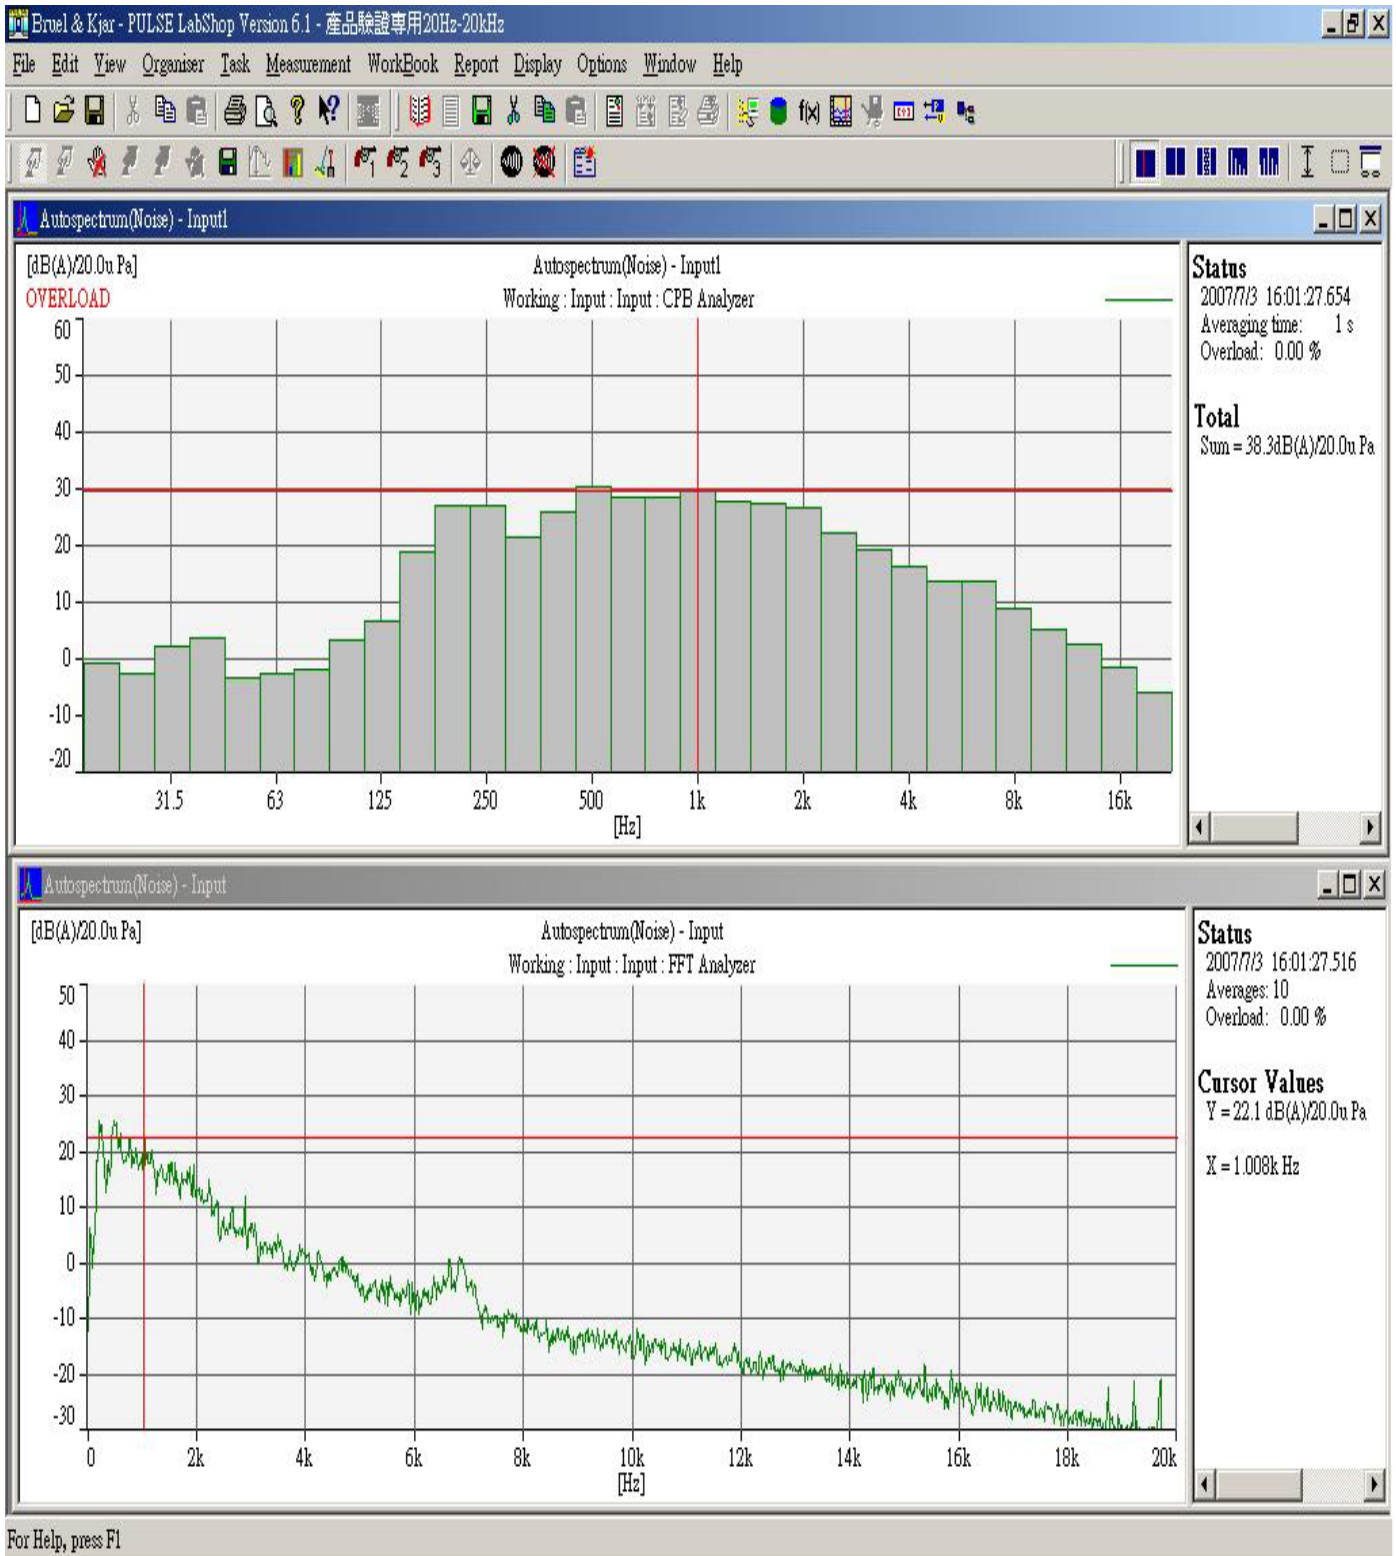 Bruel & Kjar - PULSE LabShop Version 6.1 - 產品驗證專用20Hz-20kHz
File Edit View Organiser Task Measurement WorkBook Report Display Options Window Help
f(x)
1 2 3
Autospectrum(Noise) - Input1
[dB(A)/20.0u Pa]
Autospectrum(Noise) - Input1
OVERLOAD
Working : Input : Input : CPB Analyzer
60
50
40
30
20
10
0
-10
-20
31.5 63 125 250 500 1k 2k 4k 8k 16k
[Hz]
Status
2007/7/3 16:01:27.654
Averaging time: 1 s
Overload: 0.00 %
Total
Sum = 38.3dB(A)/20.0u Pa
Autospectrum(Noise) - Input
[dB(A)/20.0u Pa]
Autospectrum(Noise) - Input
Working : Input : Input : FFT Analyzer
50
40
30
20
10
0
-10
-20
-30
0 2k 4k 6k 8k 10k 12k 14k 16k 18k 20k
[Hz]
Status
2007/7/3 16:01:27.516
Averages: 10
Overload: 0.00 %
Cursor Values
Y = 22.1 dB(A)/20.0u Pa
X = 1.008k Hz
For Help, press F1